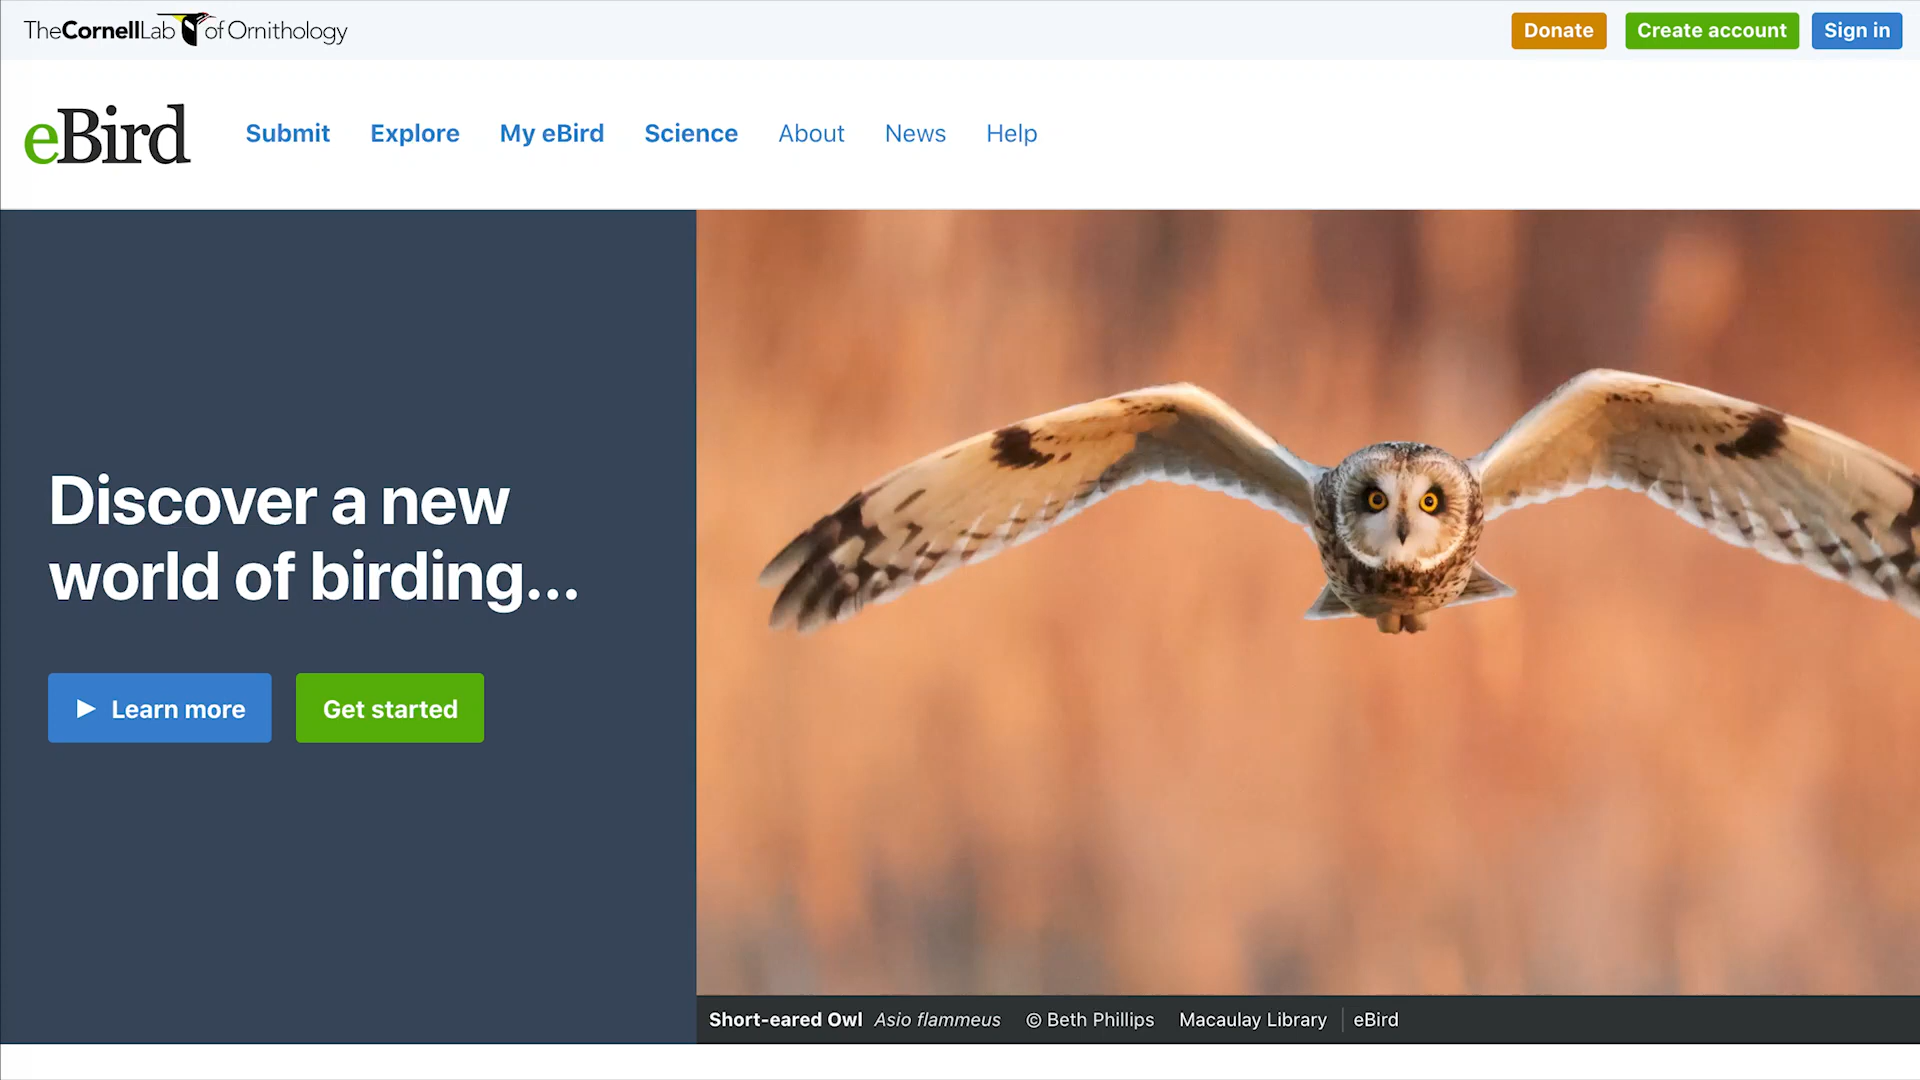 TheCornellLab of Ornithology
Donate
Create account
Sign in
eBird
Submit
Explore
My eBird
Science
About
News
Help
Discover a new
world of birding...
Learn more
Get started
Short-eared Owl Asio flammeus © Beth Phillips Macaulay Library eBird